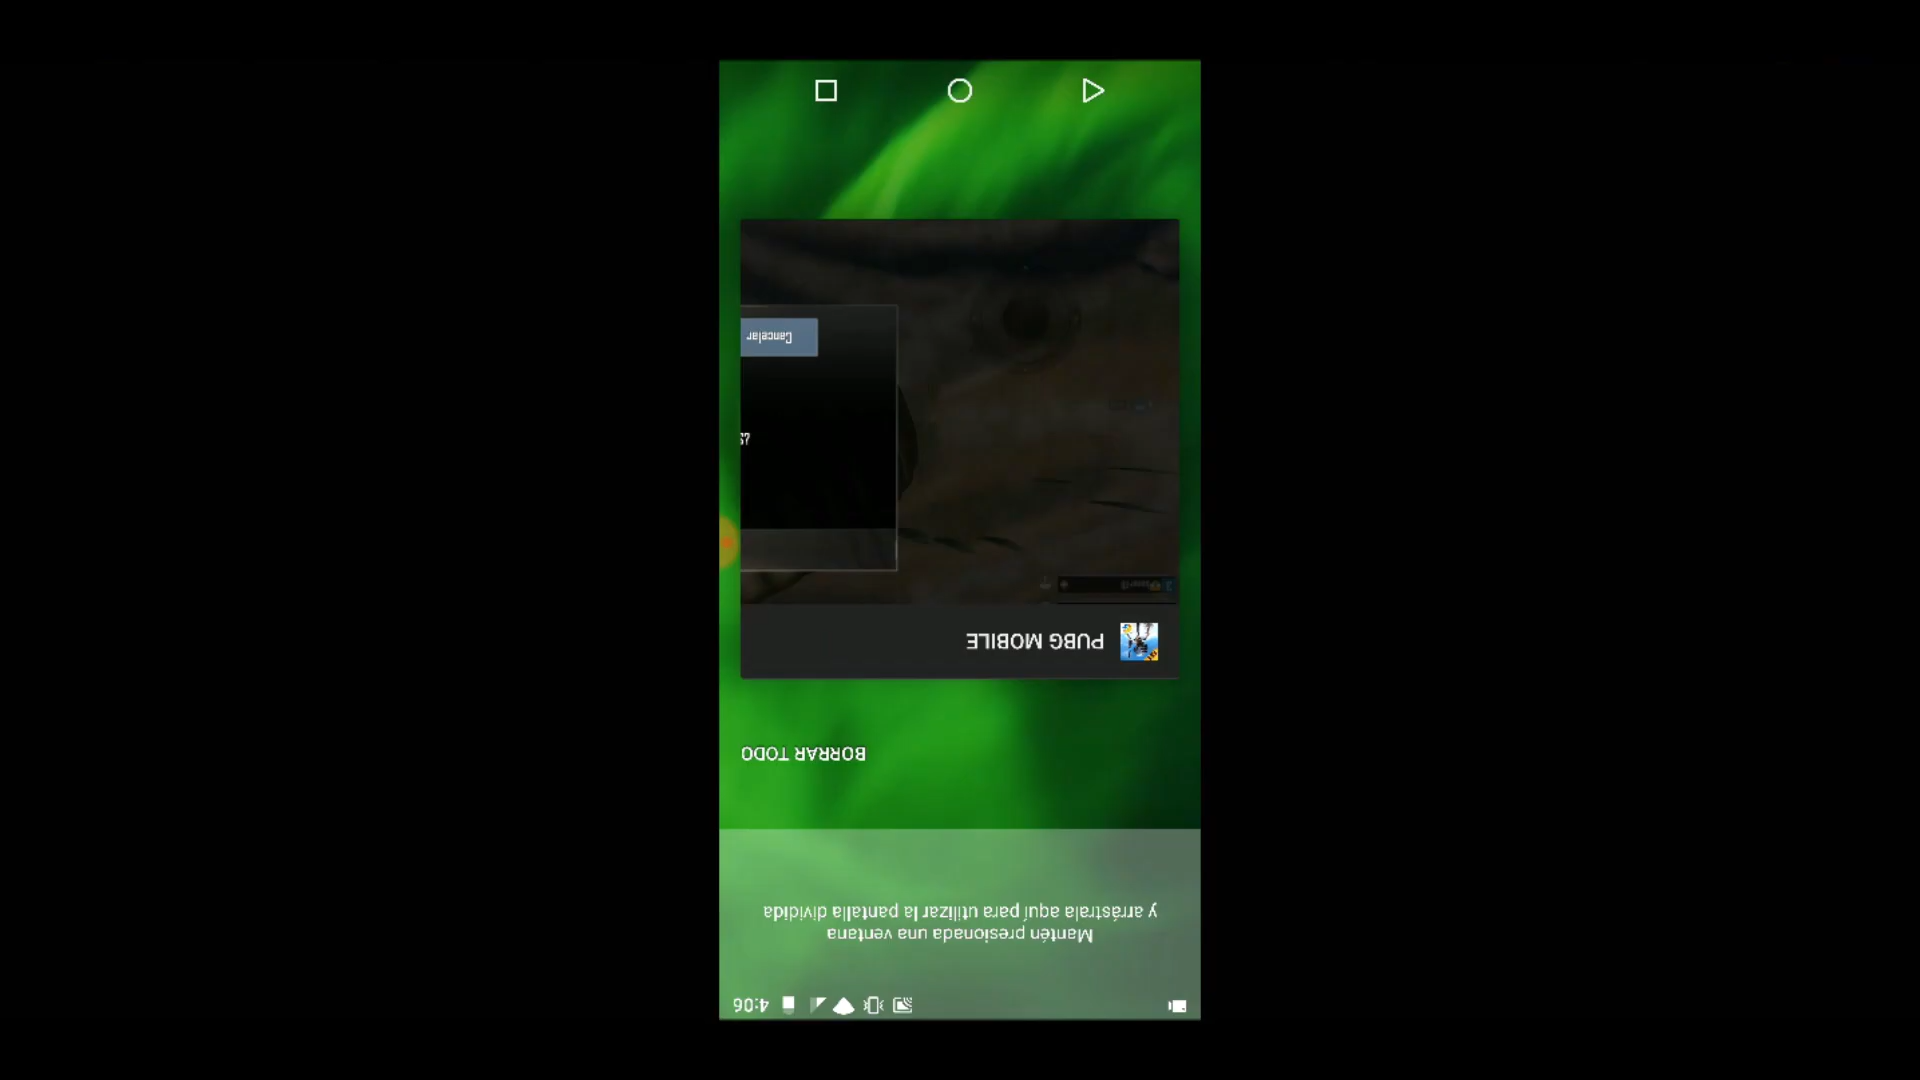 4:06
Mantén presionada una ventana
y arrástrala aquí para utilizar la pantalla dividida
BORRAR TODO
PUBG MOBILE
¿S
Cancelar